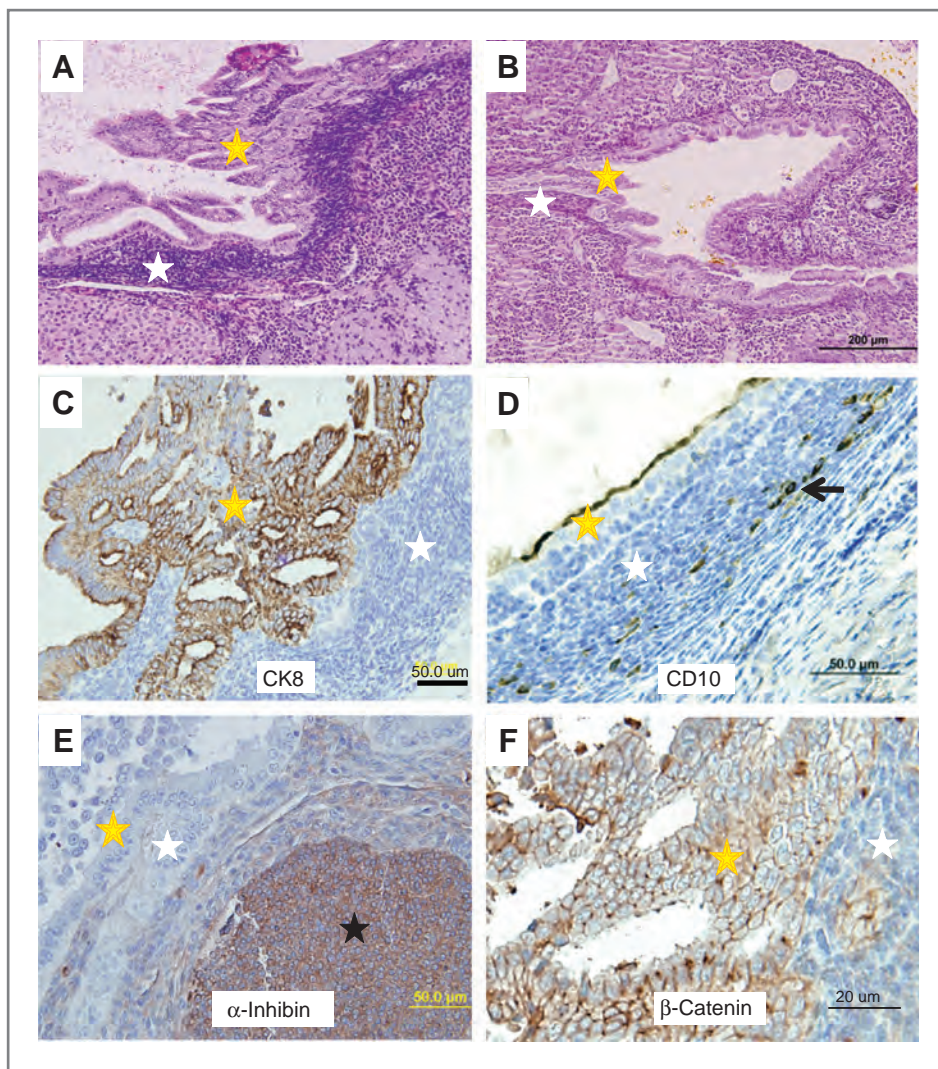 A
B
200 µm
C
D
CK8
50.0 um
CD10
50.0 µm
E
F
α-Inhibin
50.0 µm
β-Catenin
20 um